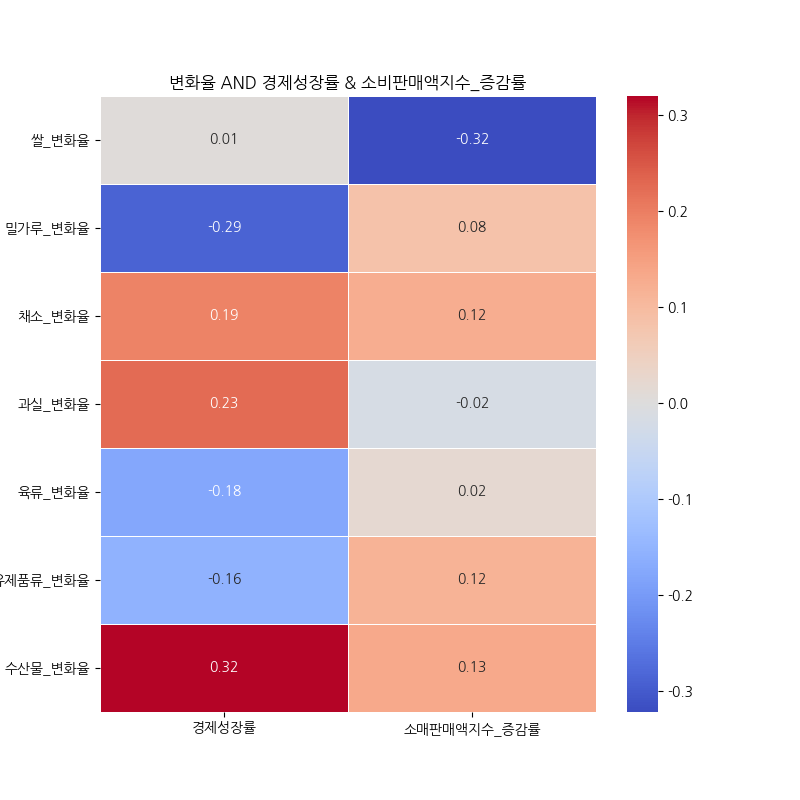 변화율 AND 경제성장률 & 소비판매액지수_증감률
쌀_변화율 0.01 -0.32
밀가루_변화율 -0.29 0.08
채소_변화율 0.19 0.12
과실_변화율 0.23 -0.02
육류_변화율 -0.18 0.02
제품류_변화율 -0.16 0.12
수산물_변화율 0.32 0.13
경제성장률 소매판매액지수_증감률
0.3
0.2
0.1
0.0
-0.1
-0.2
-0.3